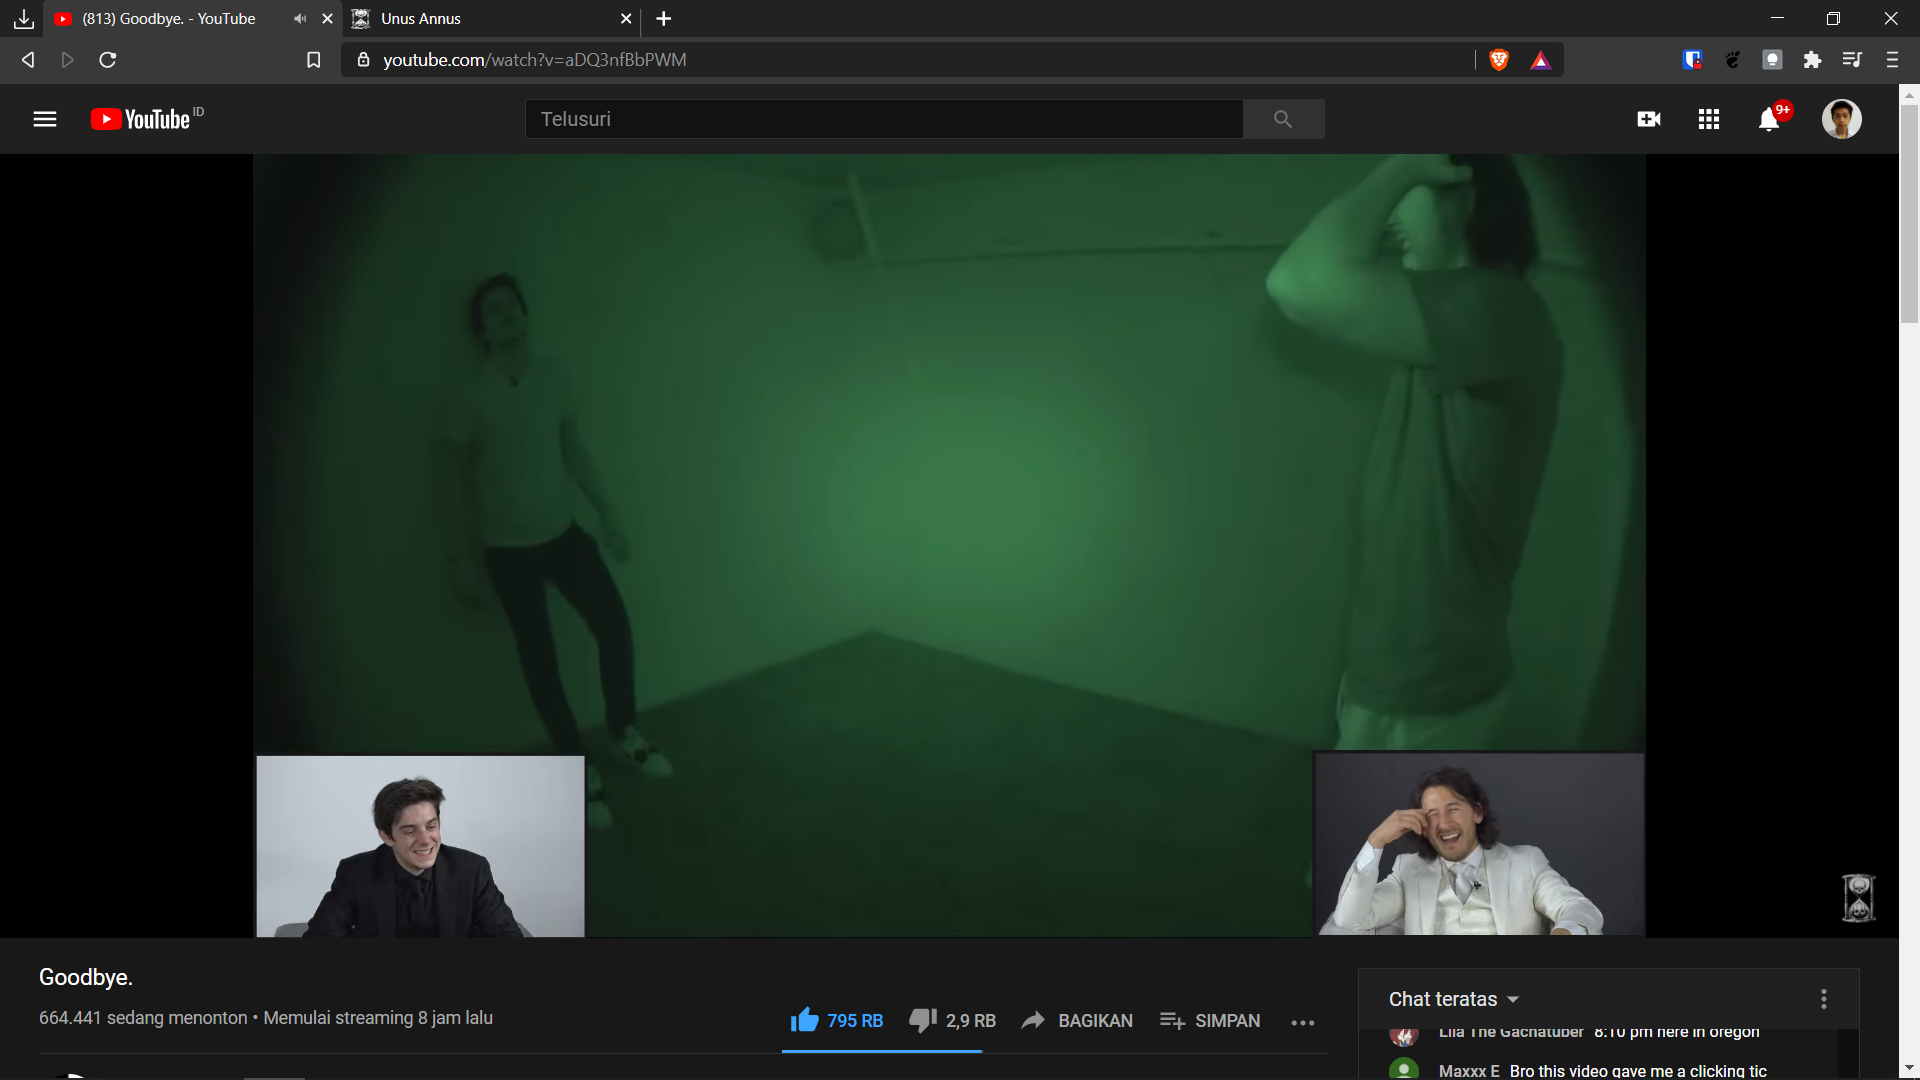 (813) Goodbye. - YouTube
Unus Annus
youtube.com/watch?v=aDQ3nfBbPWM
YouTube ID
Telusuri
9+
Goodbye.
664.441 sedang menonton • Memulai streaming 8 jam lalu
795 RB
2,9 RB
BAGIKAN
SIMPAN
Chat teratas
Lila The Gachatuber 8:10 pm here in oregon
Maxxx E Bro this video gave me a clicking tic